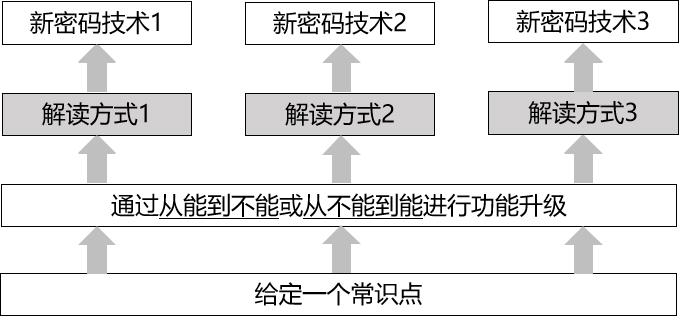 新密码技术1 新密码技术2 新密码技术3
解读方式1 解读方式2 解读方式3
通过从能到不能或从不能到能进行功能升级
给定一个常识点